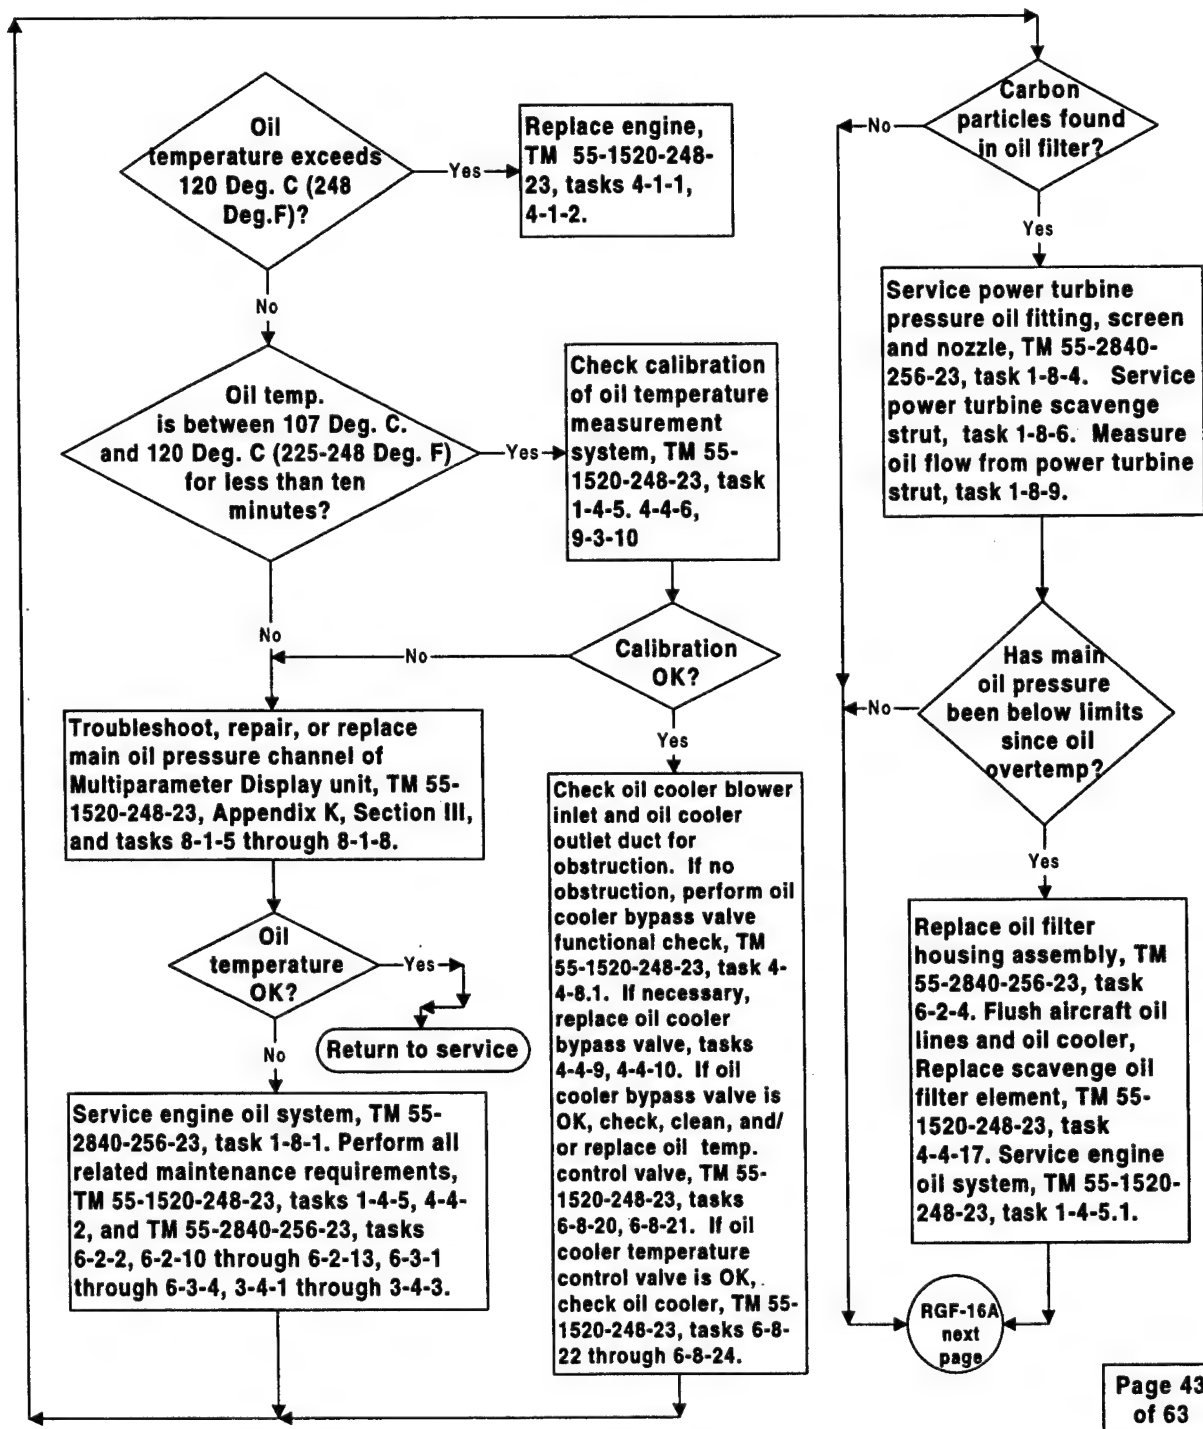 Oil
temperature exceeds
120 Deg. C (248
Deg.F)?
Yes
Replace engine,
TM 55-1520-248-
23, tasks 4-1-1,
4-1-2.
No
Oil temp.
is between 107 Deg. C.
and 120 Deg. C (225-248 Deg. F)
for less than ten
minutes?
Yes
Check calibration
of oil temperature
measurement
system, TM 55-
1520-248-23, task
1-4-5. 4-4-6,
9-3-10
No
Calibration
OK?
No
Yes
Troubleshoot, repair, or replace
main oil pressure channel of
Multiparameter Display unit, TM 55-
1520-248-23, Appendix K, Section III,
and tasks 8-1-5 through 8-1-8.
Oil
temperature
OK?
Yes
Return to service
No
Service engine oil system, TM 55-
2840-256-23, task 1-8-1. Perform all
related maintenance requirements,
TM 55-1520-248-23, tasks 1-4-5, 4-4-
2, and TM 55-2840-256-23, tasks
6-2-2, 6-2-10 through 6-2-13, 6-3-1
through 6-3-4, 3-4-1 through 3-4-3.
Check oil cooler blower
inlet and oil cooler
outlet duct for
obstruction. If no
obstruction, perform oil
cooler bypass valve
functional check, TM
55-1520-248-23, task 4-
4-8.1. If necessary,
replace oil cooler
bypass valve, tasks
4-4-9, 4-4-10. If oil
cooler bypass valve is
OK, check, clean, and/
or replace oil temp.
control valve, TM 55-
1520-248-23, tasks
6-8-20, 6-8-21. If oil
cooler temperature
control valve is OK,
check oil cooler, TM 55-
1520-248-23, tasks 6-8-
22 through 6-8-24.
Carbon
particles found
in oil filter?
No
Yes
Service power turbine
pressure oil fitting, screen
and nozzle, TM 55-2840-
256-23, task 1-8-4. Service
power turbine scavenge
strut, task 1-8-6. Measure
oil flow from power turbine
strut, task 1-8-9.
Has main
oil pressure
been below limits
since oil
overtemp?
No
Yes
Replace oil filter
housing assembly, TM
55-2840-256-23, task
6-2-4. Flush aircraft oil
lines and oil cooler,
Replace scavenge oil
filter element, TM 55-
1520-248-23, task
4-4-17. Service engine
oil system, TM 55-1520-
248-23, task 1-4-5.1.
RGF-16A
next
page
Page 43
of 63